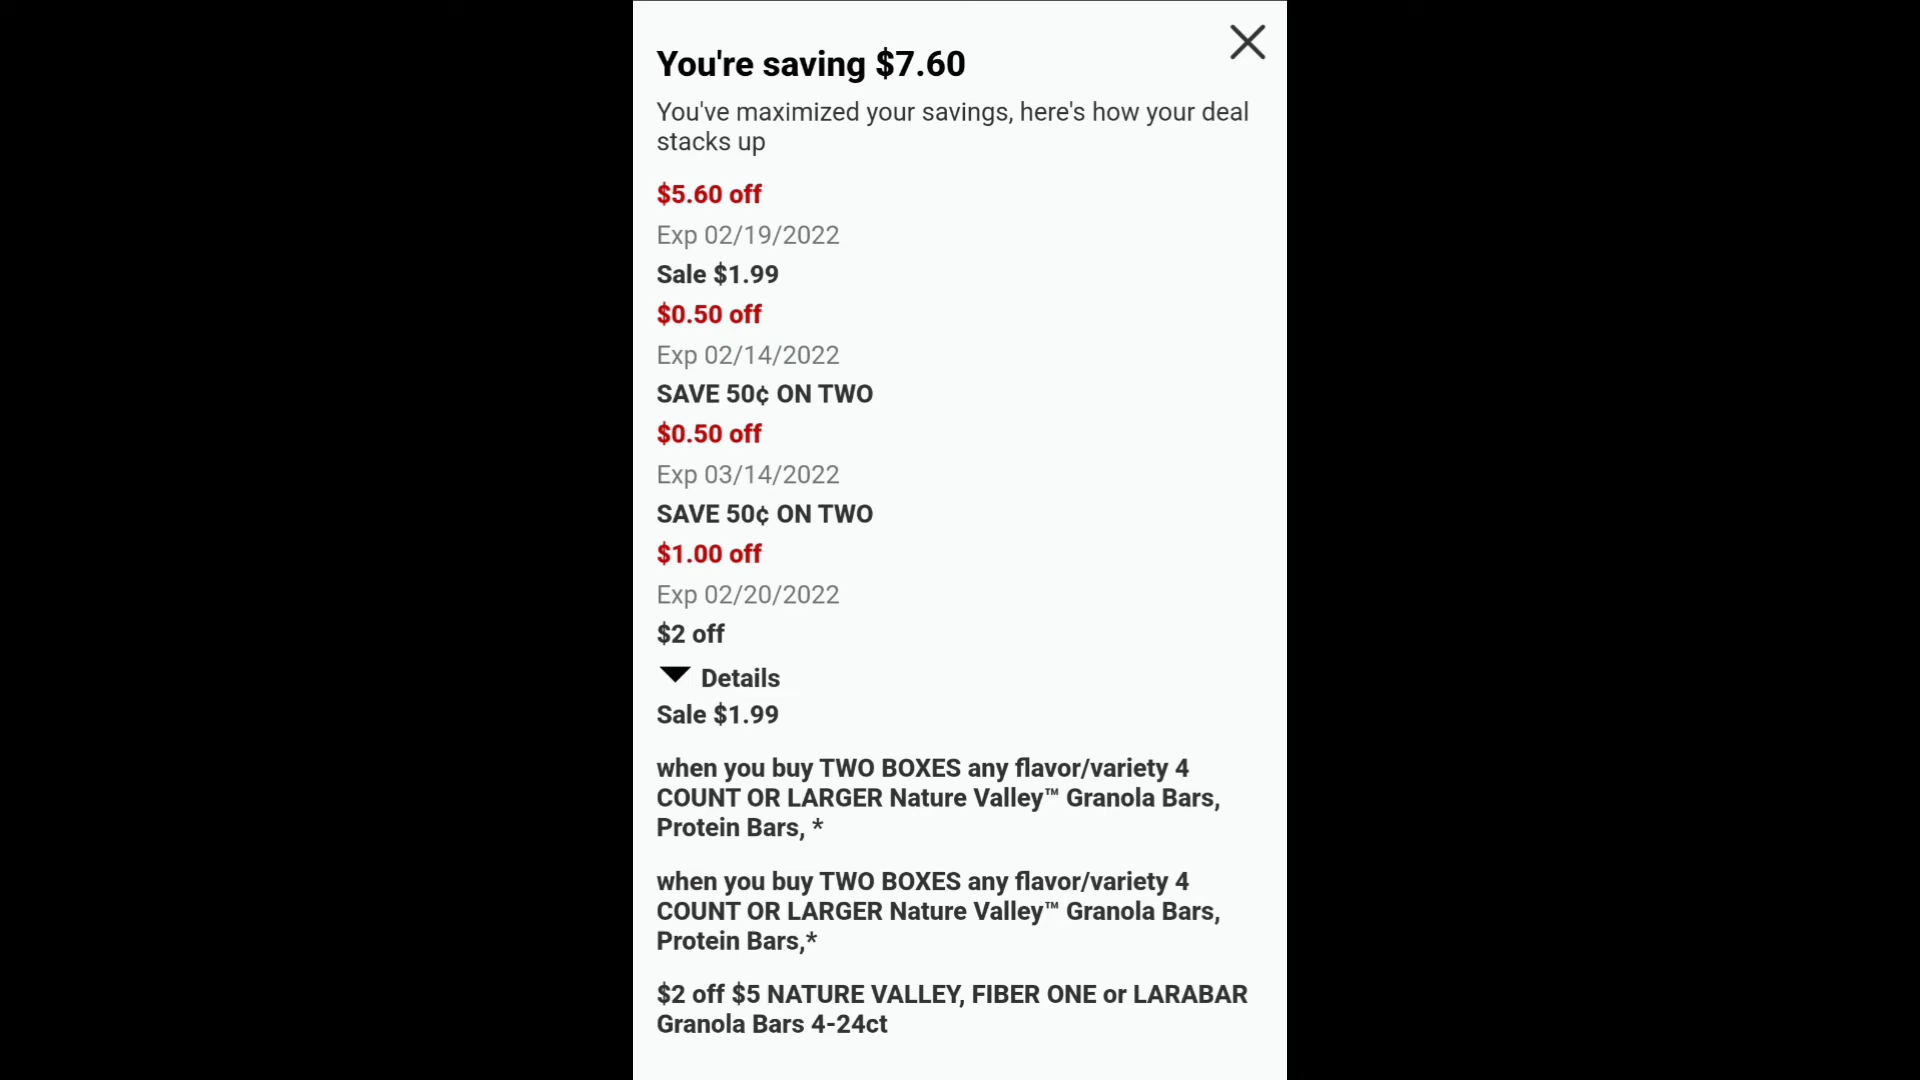 You're saving $7.60
You've maximized your savings, here's how your deal
stacks up
$5.60 off
Exp 02/19/2022
Sale $1.99
$0.50 off
Exp 02/14/2022
SAVE 50¢ ON TWO
$0.50 off
Exp 03/14/2022
SAVE 50¢ ON TWO
$1.00 off
Exp 02/20/2022
$2 off
Details
Sale $1.99
when you buy TWO BOXES any flavor/variety 4
COUNT OR LARGER Nature Valley™ Granola Bars,
Protein Bars, *
when you buy TWO BOXES any flavor/variety 4
COUNT OR LARGER Nature Valley™ Granola Bars,
Protein Bars,*
$2 off $5 NATURE VALLEY, FIBER ONE or LARABAR
Granola Bars 4-24ct